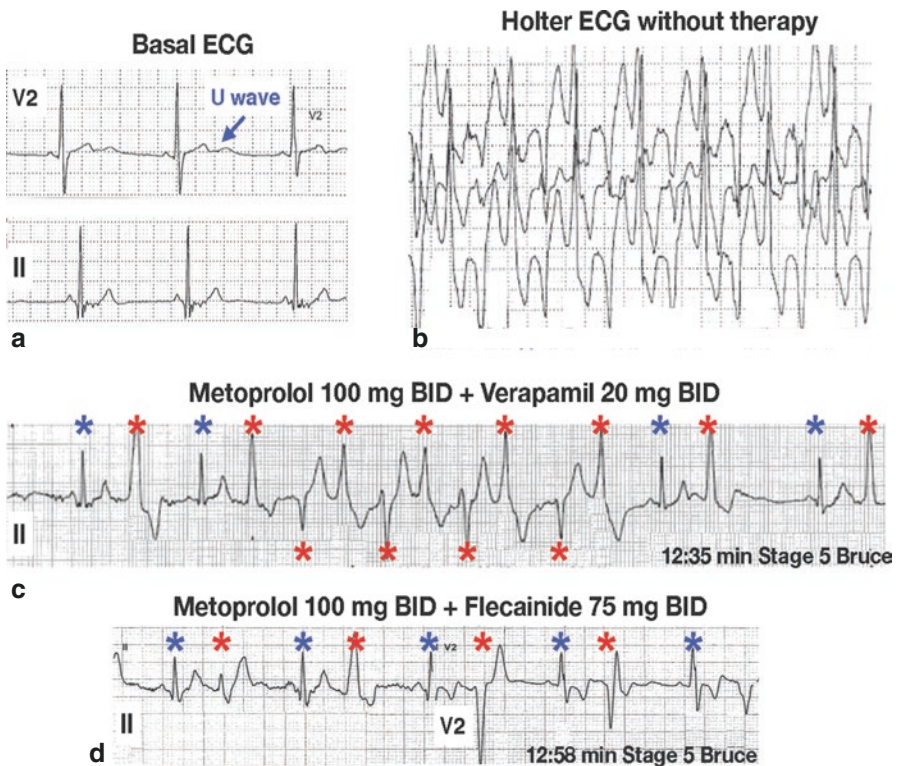 Basal ECG
V2
U wave
V2
II
a
Holter ECG without therapy
b
Metoprolol 100 mg BID + Verapamil 20 mg BID
* * * * * * * * * * *
II
* * * *
12:35 min Stage 5 Bruce
c
Metoprolol 100 mg BID + Flecainide 75 mg BID
II * * * * * V2 * * * *
II
V2
12:58 min Stage 5 Bruce
d